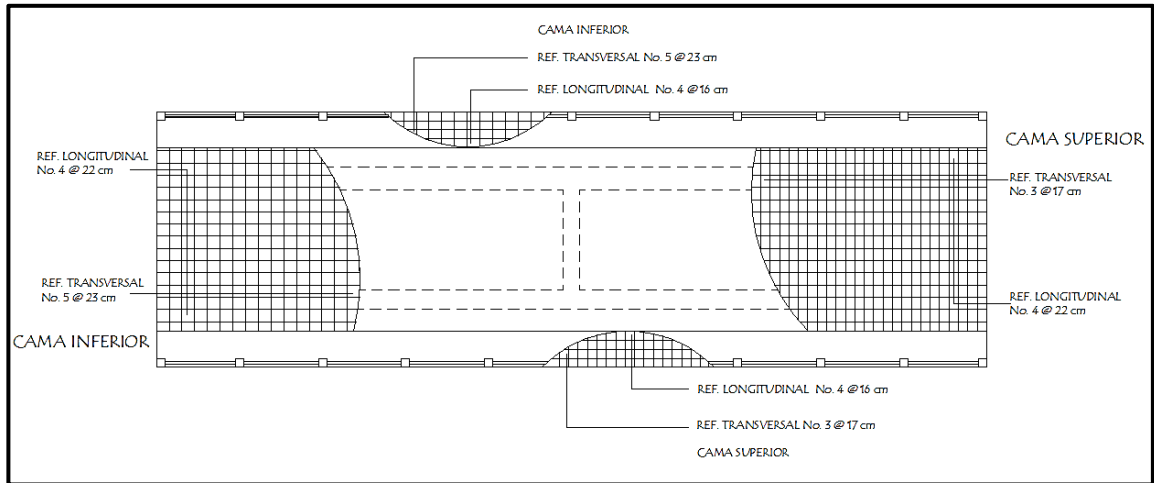 CAMA INFERIOR
REF. TRANSVERSAL No. 5 @ 23 cm
REF. LONGITUDINAL No. 4 @ 16 cm
CAMA SUPERIOR
REF. LONGITUDINAL
No. 4 @ 22 cm
REF. TRANSVERSAL
No. 3 @ 17 cm
REF. TRANSVERSAL
No. 5 @ 23 cm
REF. LONGITUDINAL
No. 4 @ 22 cm
CAMA INFERIOR
REF. LONGITUDINAL No. 4 @ 16 cm
REF. TRANSVERSAL No. 3 @ 17 cm
CAMA SUPERIOR